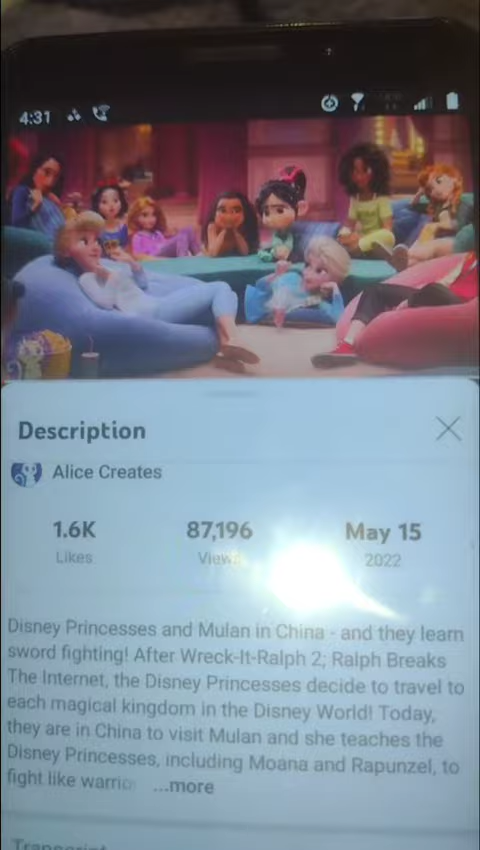 4:31
Description
Alice Creates
1.6K 87,196 May 15
Likes Views 2022
Disney Princesses and Mulan in China - and they learn
sword fighting! After Wreck-It-Ralph 2; Ralph Breaks
The Internet, the Disney Princesses decide to travel to
each magical kingdom in the Disney World! Today,
they are in China to visit Mulan and she teaches the
Disney Princesses, including Moana and Rapunzel, to
fight like warrio ...more
Transcript